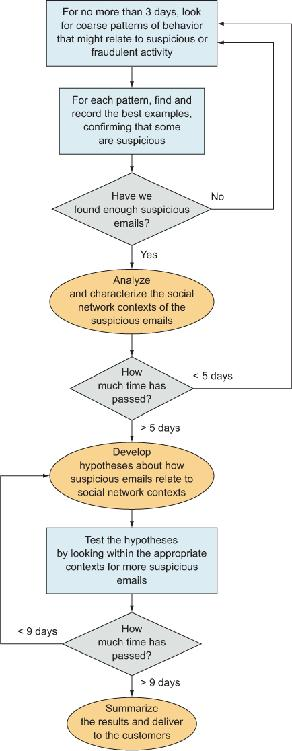 For no more than 3 days, look
for coarse patterns of behavior
that might relate to suspicious or
fraudulent activity
For each pattern, find and
record the best examples,
confirming that some
are suspicious
Have we
found enough suspicious
emails?
No
Yes
Analyze
and characterize the social
network contexts of the
suspicious emails
How
much time has
passed?
< 5 days
> 5 days
Develop
hypotheses about how
suspicious emails relate to
social network contexts
Test the hypotheses
by looking within the appropriate
contexts for more suspicious
emails
< 9 days
How
much time has
passed?
> 9 days
Summarize
the results and deliver
to the customers